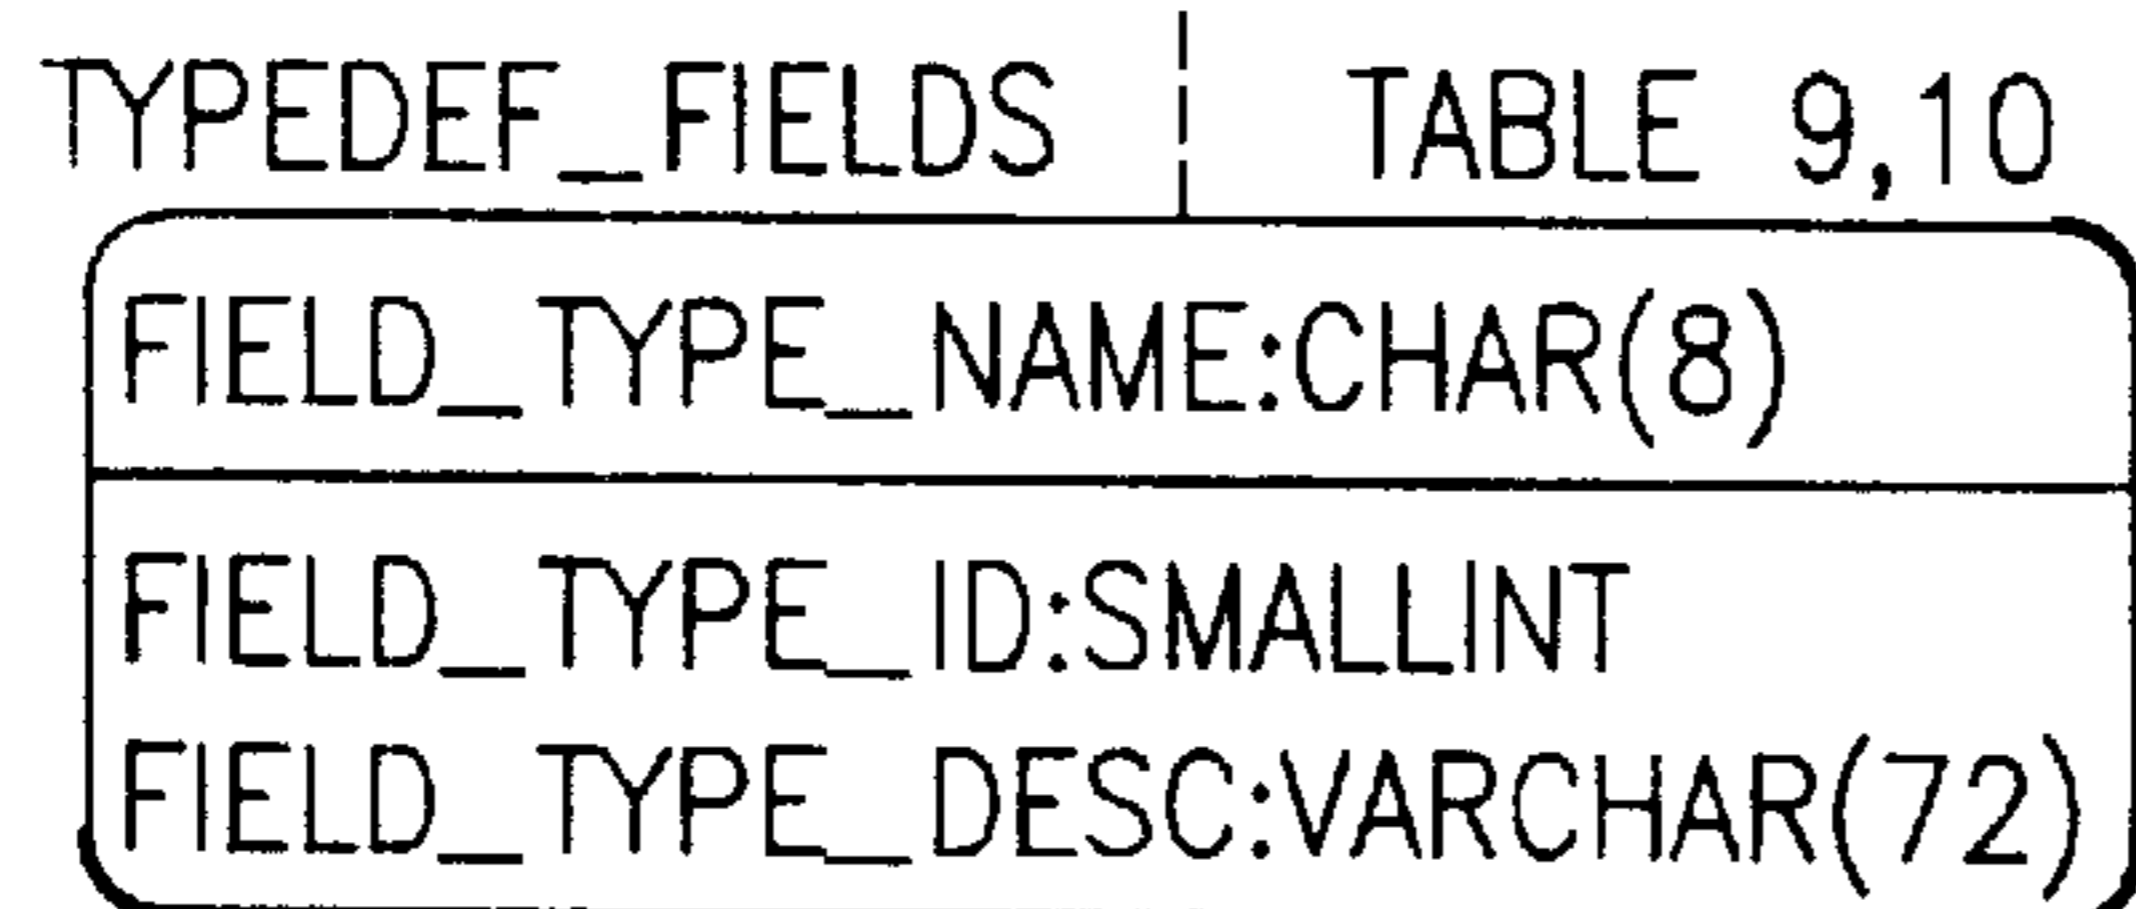 TYPEDEF_FIELDS TABLE 9,10
FIELD_TYPE_NAME:CHAR(8)
FIELD_TYPE_ID:SMALLINT
FIELD_TYPE_DESC:VARCHAR(72)